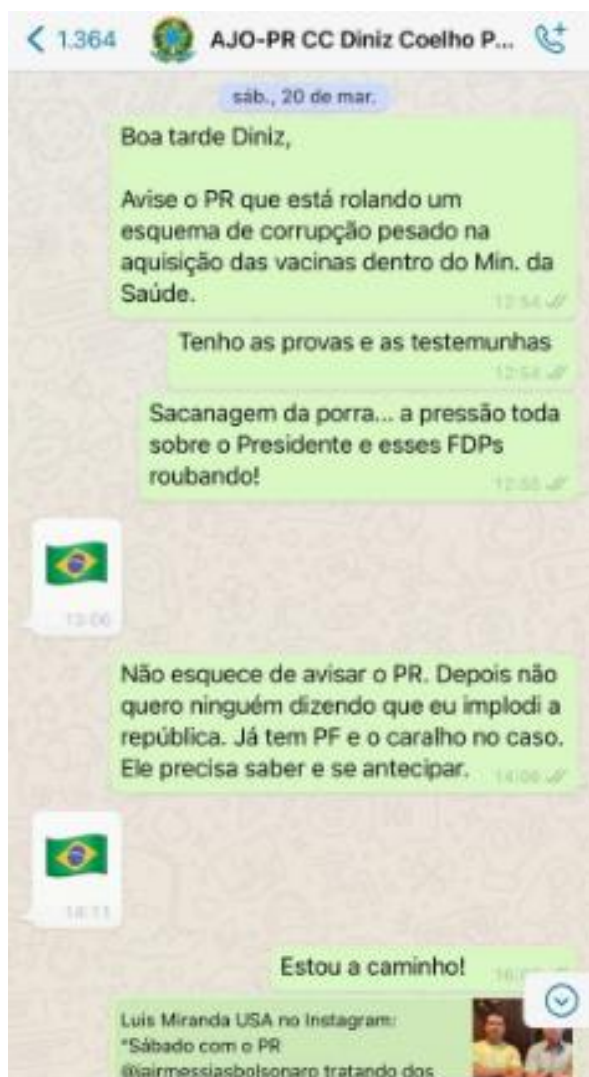 1.364 AJO-PR CC Diniz Coelho P...
sáb., 20 de mar.
Boa tarde Diniz,
Avise o PR que está rolando um
esquema de corrupção pesado na
aquisição das vacinas dentro do Min. da
Saúde.
12:54
Tenho as provas e as testemunhas
12:54
Sacanagem da porra... a pressão toda
sobre o Presidente e esses FDPs
roubando!
12:55
13:06
Não esquece de avisar o PR. Depois não
quero ninguém dizendo que eu implodi a
república. Já tem PF e o caralho no caso.
Ele precisa saber e se antecipar.
14:06
14:11
Estou a caminho!
Luis Miranda USA no Instagram:
"Sábado com o PR
@jairmessiasbolsonaro tratando dos